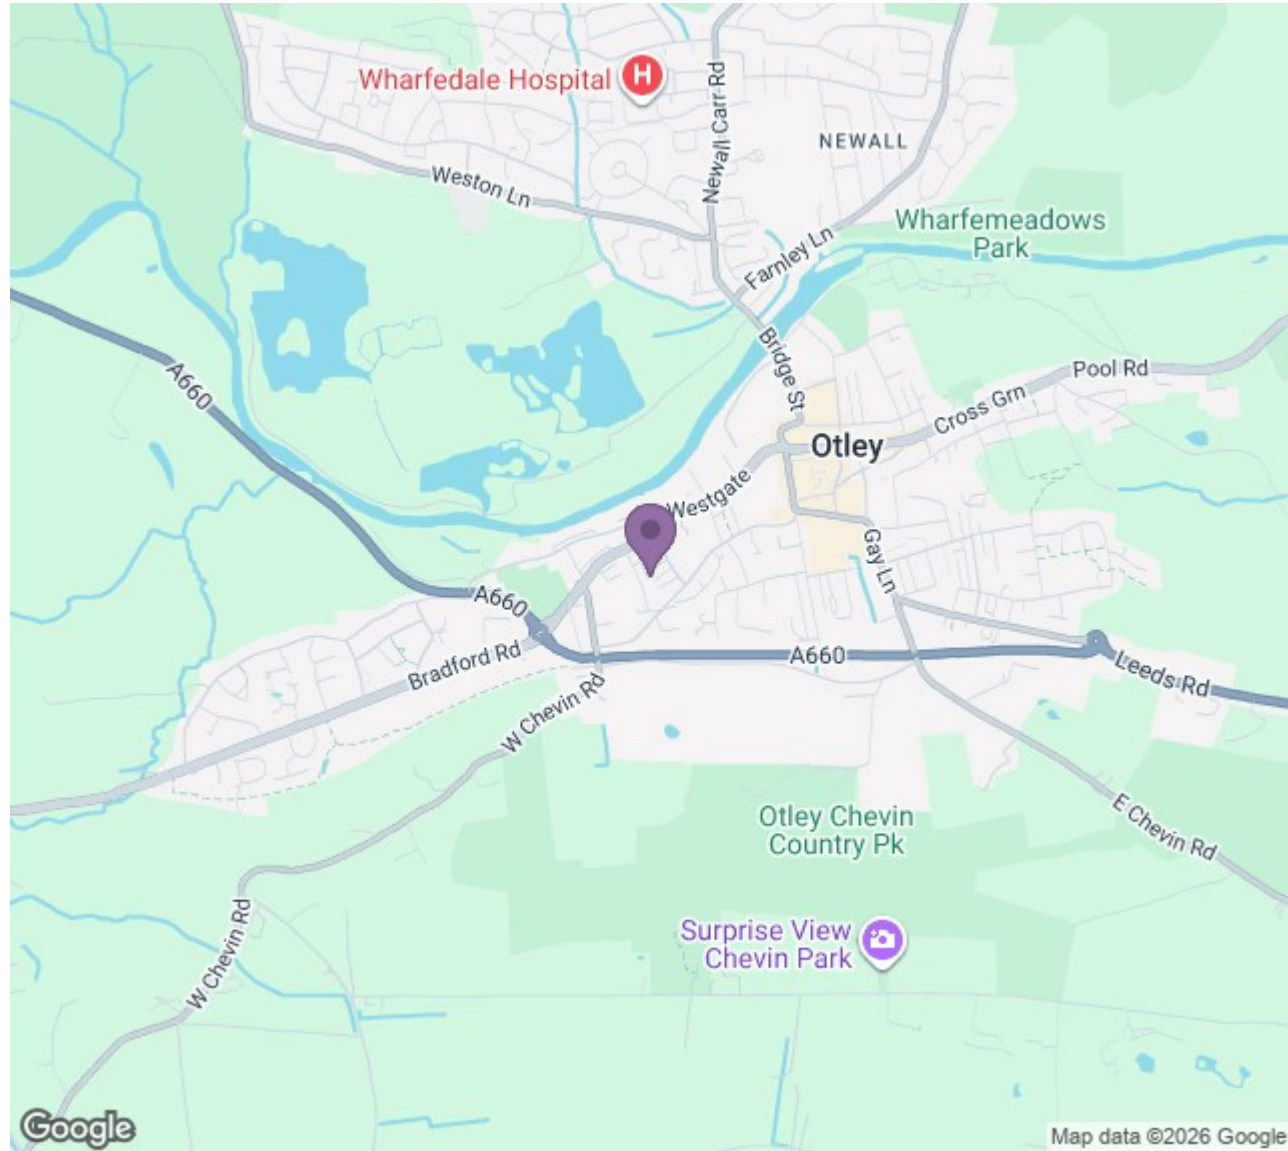 Wharfedale Hospital
H
Newall Carr Rd
NEWALL
Weston Ln
Wharfemeadows
Park
Farnley Ln
Bridge St
A660
Pool Rd
Cross Grn
Otley
Westgate
Gay Ln
A660
Bradford Rd
A660
Leeds Rd
W Chevin Rd
Otley Chevin
Country Pk
E Chevin Rd
Surprise View
Chevin Park
W Chevin Rd
Google
Map data ©2026 Google